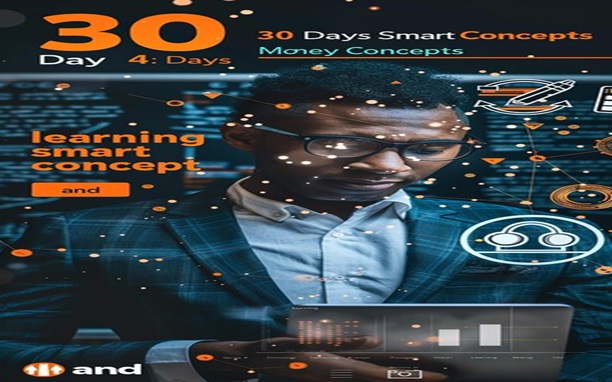 30
Day 4: Days
30 Days Smart Concepts
Money Concepts
learning
smart
concept
and
and